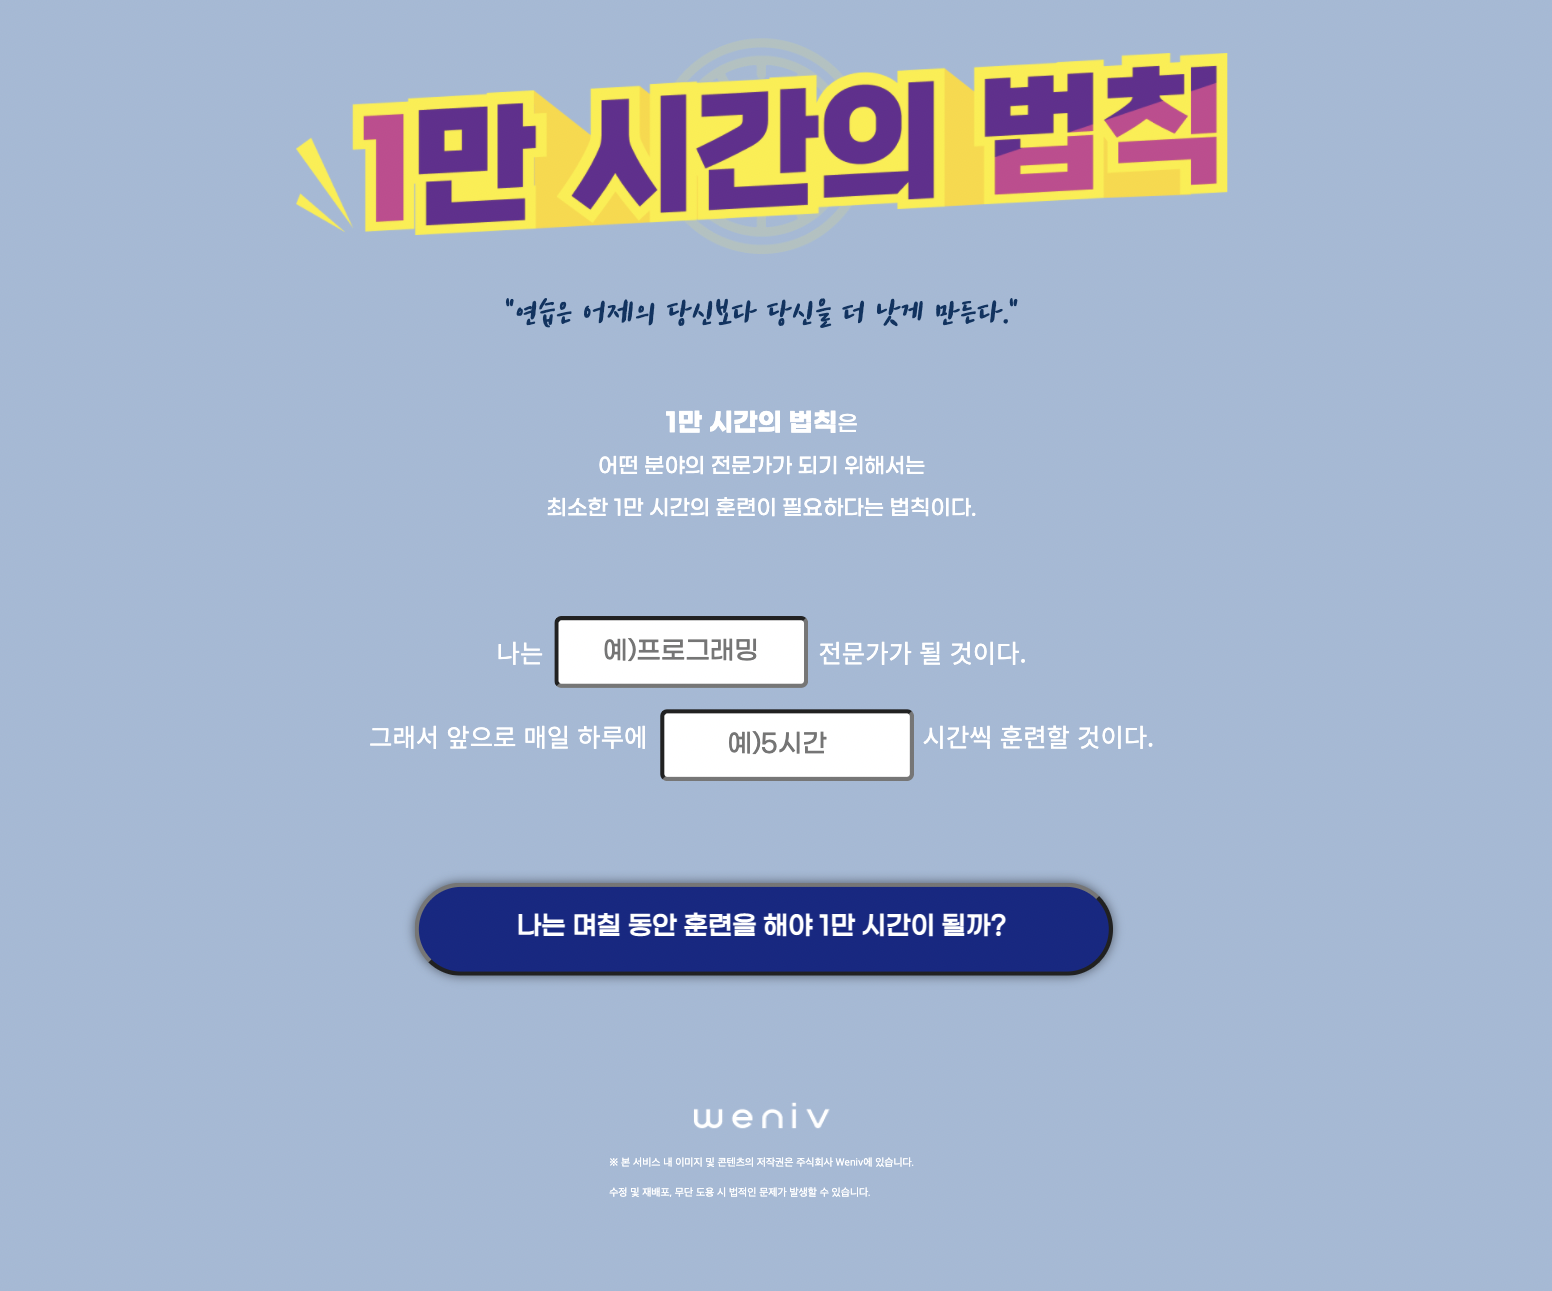 1만 시간의 법칙
"연습은 어제의 당신보다 당신을 더 낫게 만든다."
1만 시간의 법칙은
어떤 분야의 전문가가 되기 위해서는
최소한 1만 시간의 훈련이 필요하다는 법칙이다.
나는 예)프로그래밍 전문가가 될 것이다.
그래서 앞으로 매일 하루에 예)5시간 시간씩 훈련할 것이다.
나는 며칠 동안 훈련을 해야 1만 시간이 될까?
weniv
※ 본 서비스 내 이미지 및 콘텐츠의 저작권은 주식회사 Weniv에 있습니다.
수정 및 재배포, 무단 도용 시 법적인 문제가 발생할 수 있습니다.